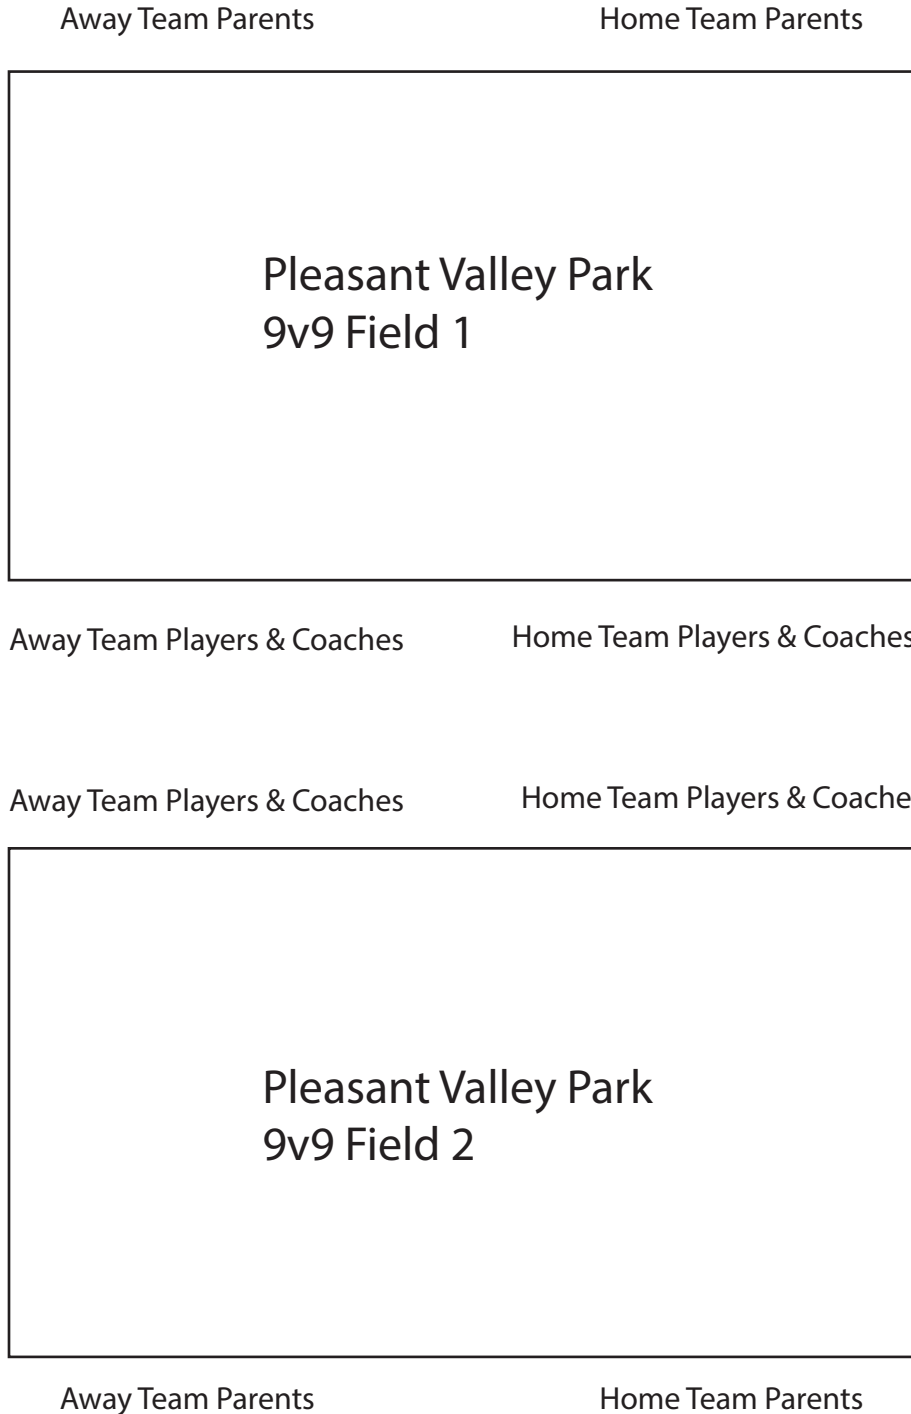 Away Team Parents
Home Team Parents
Pleasant Valley Park
9v9 Field 1
Away Team Players & Coaches
Home Team Players & Coaches
Away Team Players & Coaches
Home Team Players & Coache
Pleasant Valley Park
9v9 Field 2
Away Team Parents
Home Team Parents